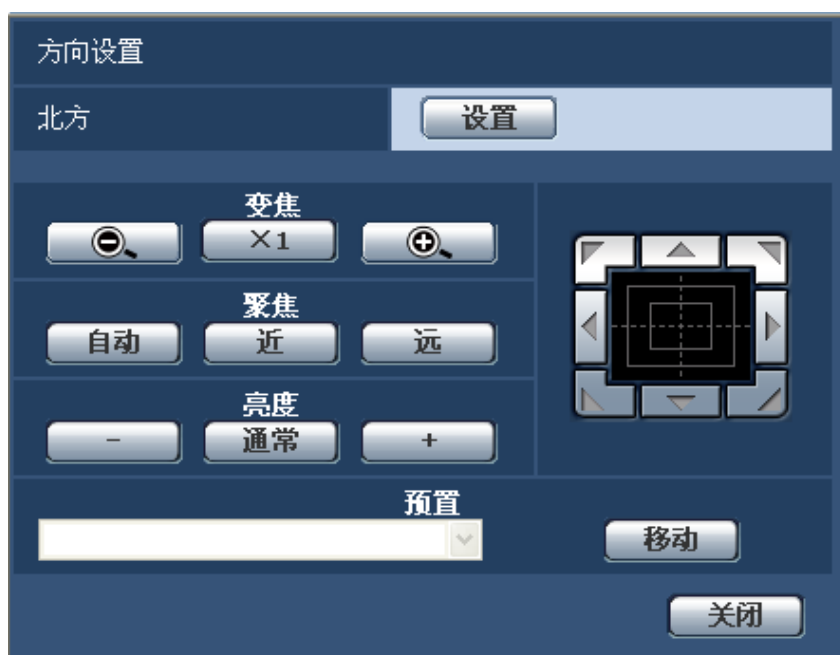 方向设置
北方 设置
变焦
×1
聚焦
自动 近 远
亮度
- 通常 +
预置
移动
关闭